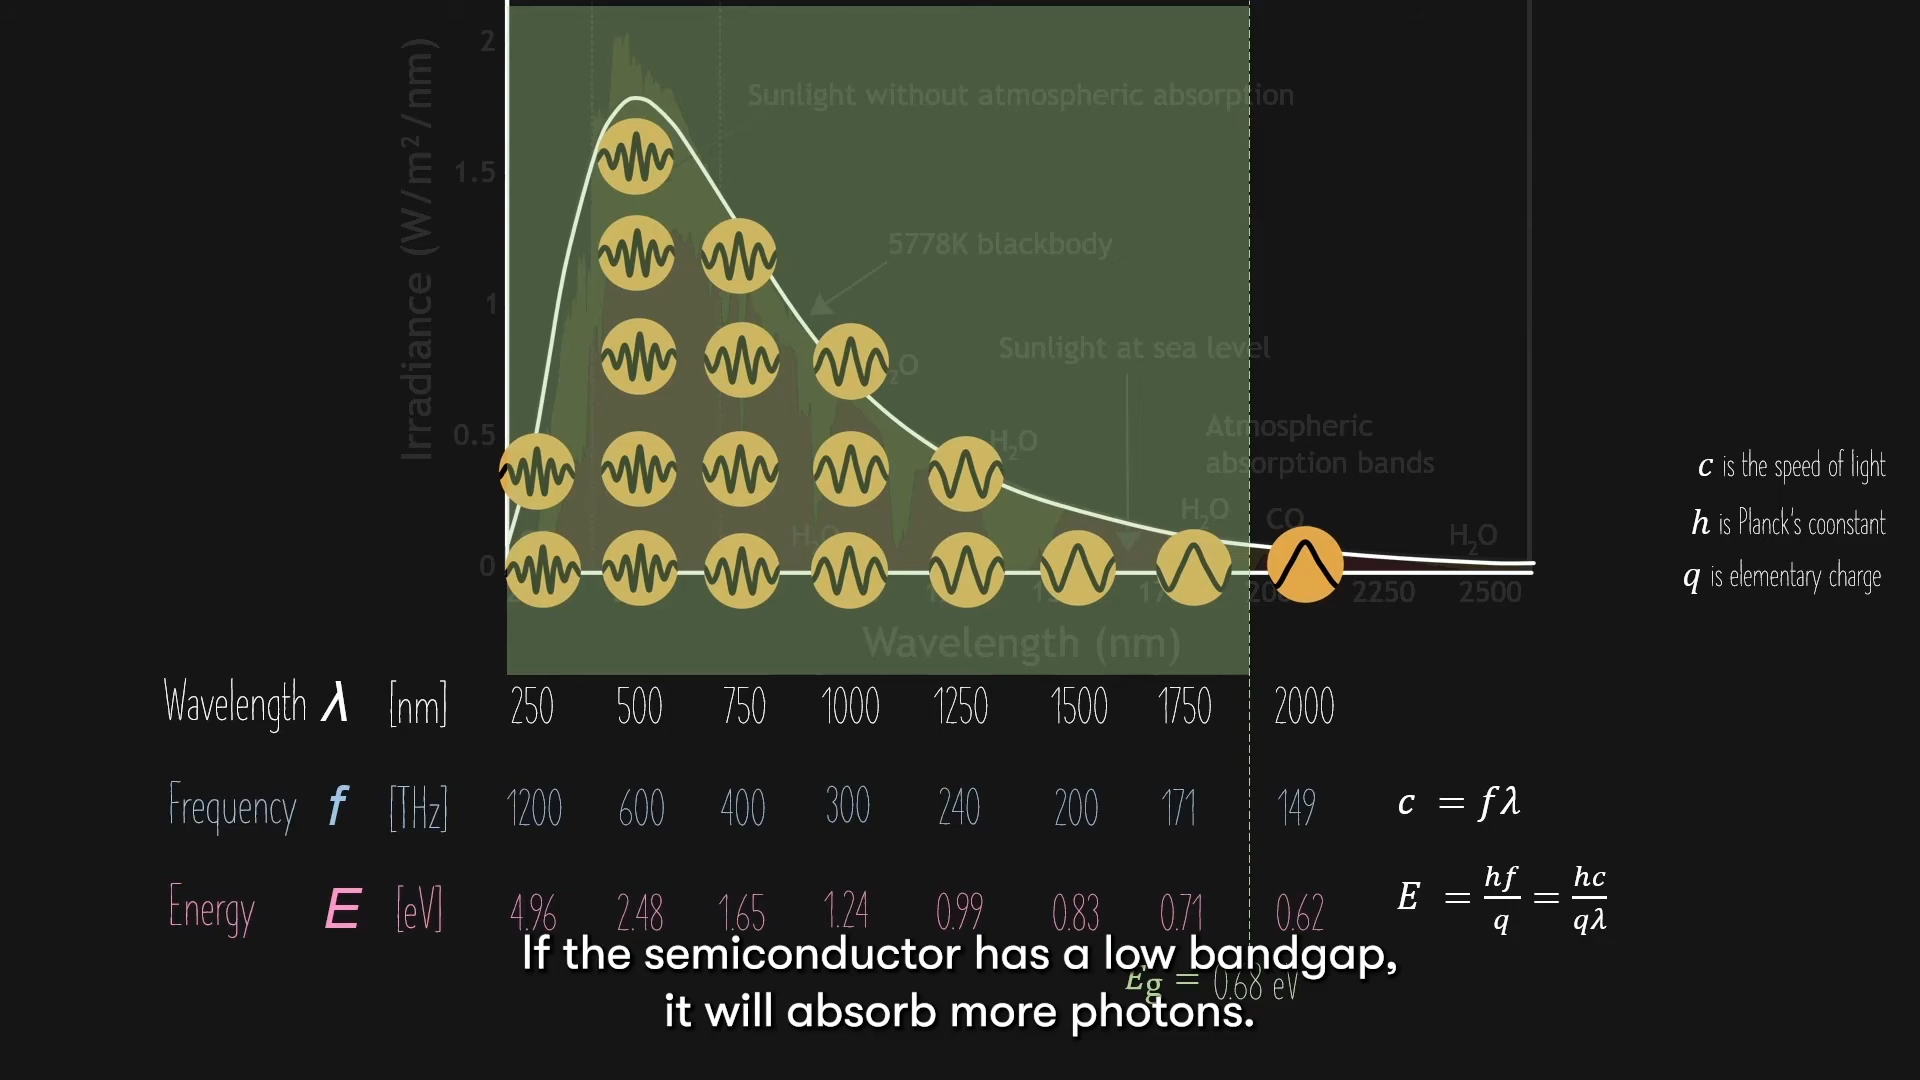 2
Sunlight without atmospheric absorption
1.5
5778K blackbody
1
Irradiance (W/m²/nm)
Sunlight at sea level
H₂O
0.5
Atmospheric
absorption bands
H₂O
H₂O
H₂O
0
2250
2500
Wavelength (nm)
c is the speed of light
h is Planck's coonstant
q is elementary charge
Wavelength λ [nm] 250 500 750 1000 1250 1500 1750 2000
Frequency f [THz] 1200 600 400 300 240 200 171 149
c = fλ
Energy E [eV] 4.96 2.48 1.65 1.24 0.99 0.83 0.71 0.62
E = hf/q = hc/qλ
Eg = 0.68 eV
If the semiconductor has a low bandgap,
it will absorb more photons.